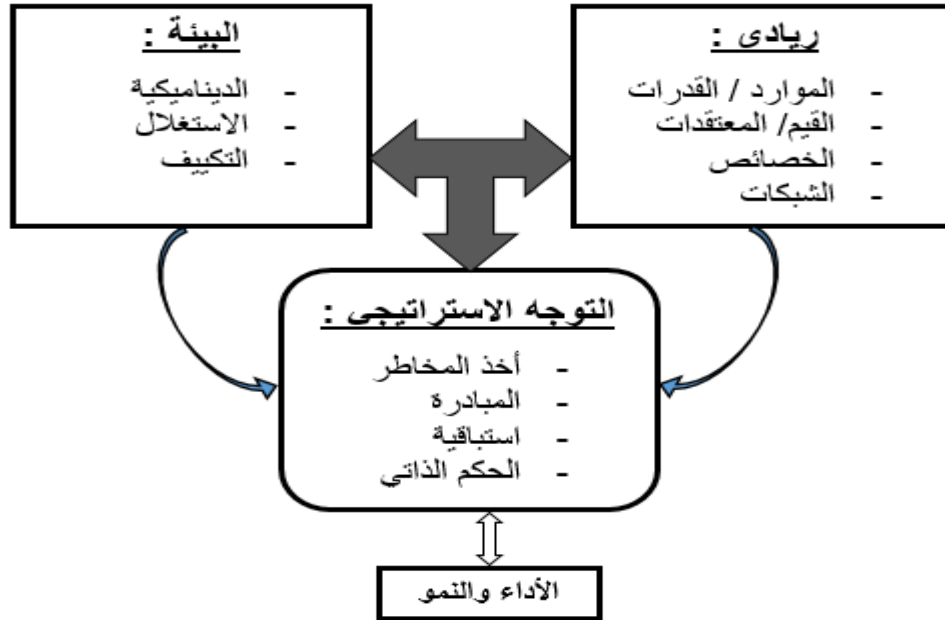 ريادى :
- الموارد / القدرات
- القيم/ المعتقدات
- الخصائص
- الشبكات
البيئة :
- الديناميكية
- الاستغلال
- التكييف
التوجه الاستراتيجى :
- أخذ المخاطر
- المبادرة
- استباقية
- الحكم الذاتي
الأداء والنمو